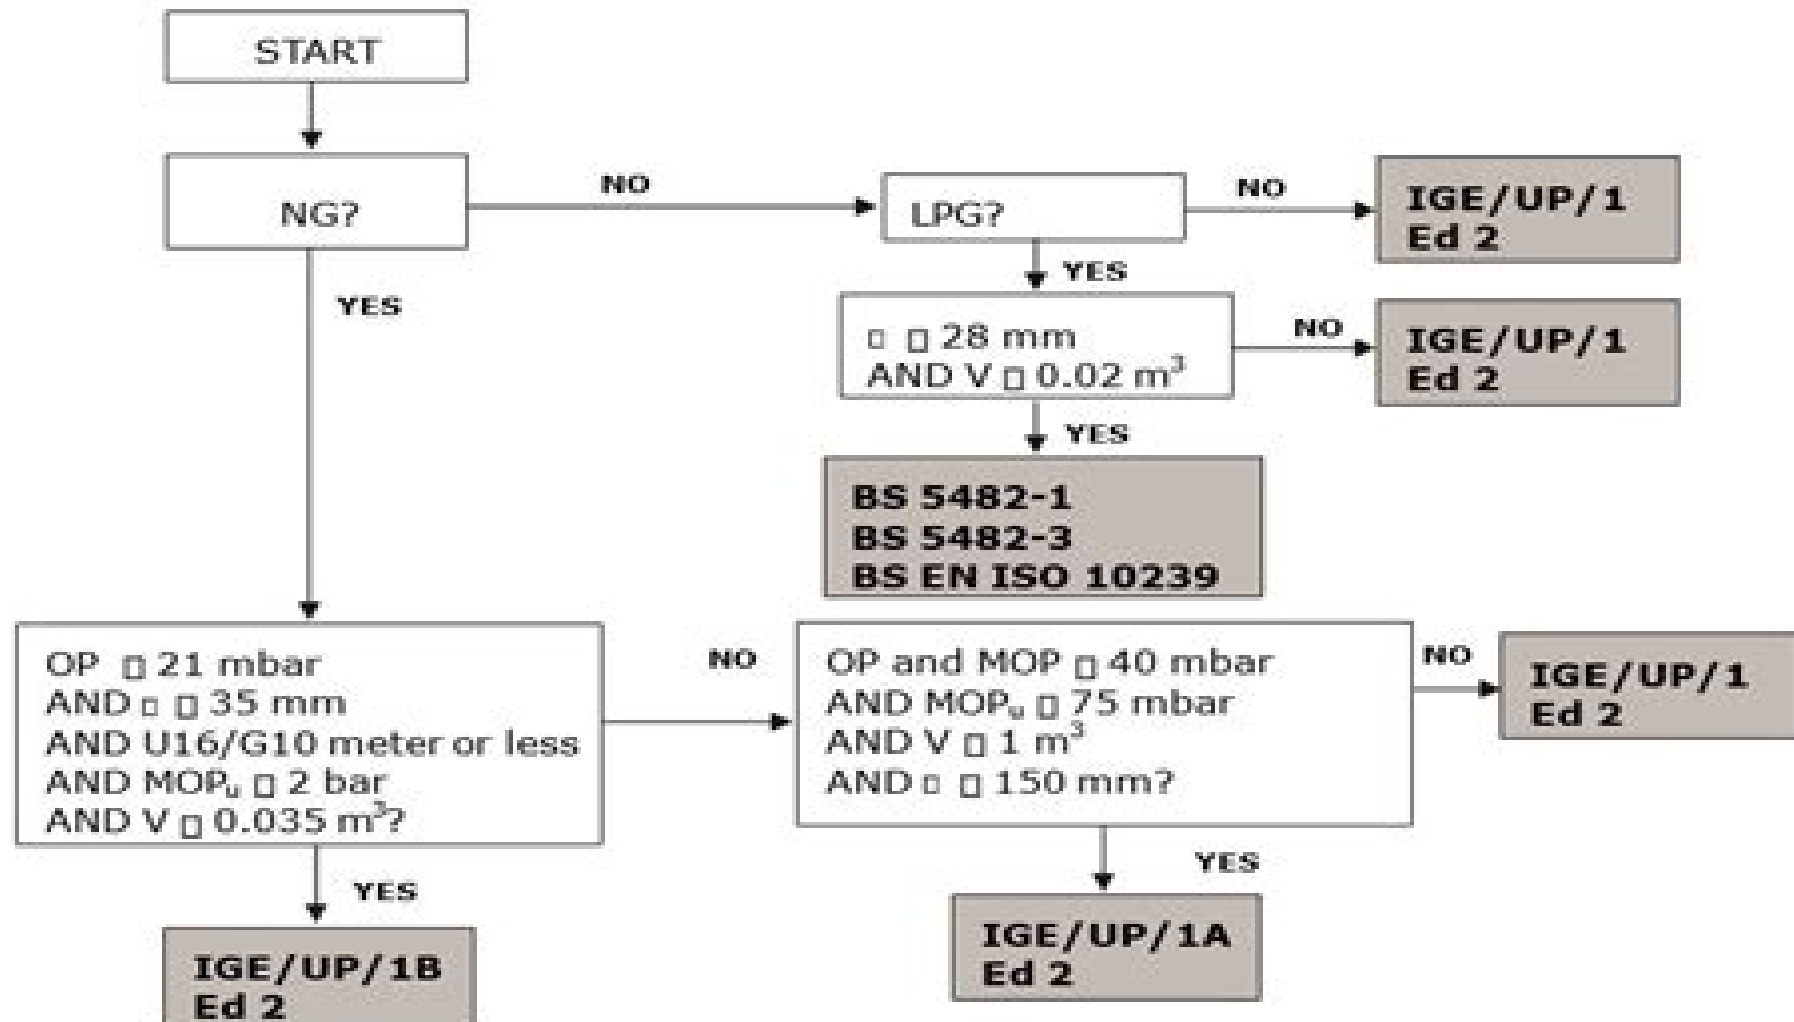 START
NG?
NO
LPG?
NO
IGE/UP/1
Ed 2
YES
YES
▯ ▯ 28 mm
AND V ▯ 0.02 m³
NO
IGE/UP/1
Ed 2
YES
BS 5482-1
BS 5482-3
BS EN ISO 10239
OP ▯ 21 mbar
AND ▯ ▯ 35 mm
AND U16/G10 meter or less
AND MOPᵤ ▯ 2 bar
AND V ▯ 0.035 m³?
NO
OP and MOP ▯ 40 mbar
AND MOPᵤ ▯ 75 mbar
AND V ▯ 1 m³
AND ▯ ▯ 150 mm?
NO
IGE/UP/1
Ed 2
YES
IGE/UP/1B
Ed 2
YES
IGE/UP/1A
Ed 2